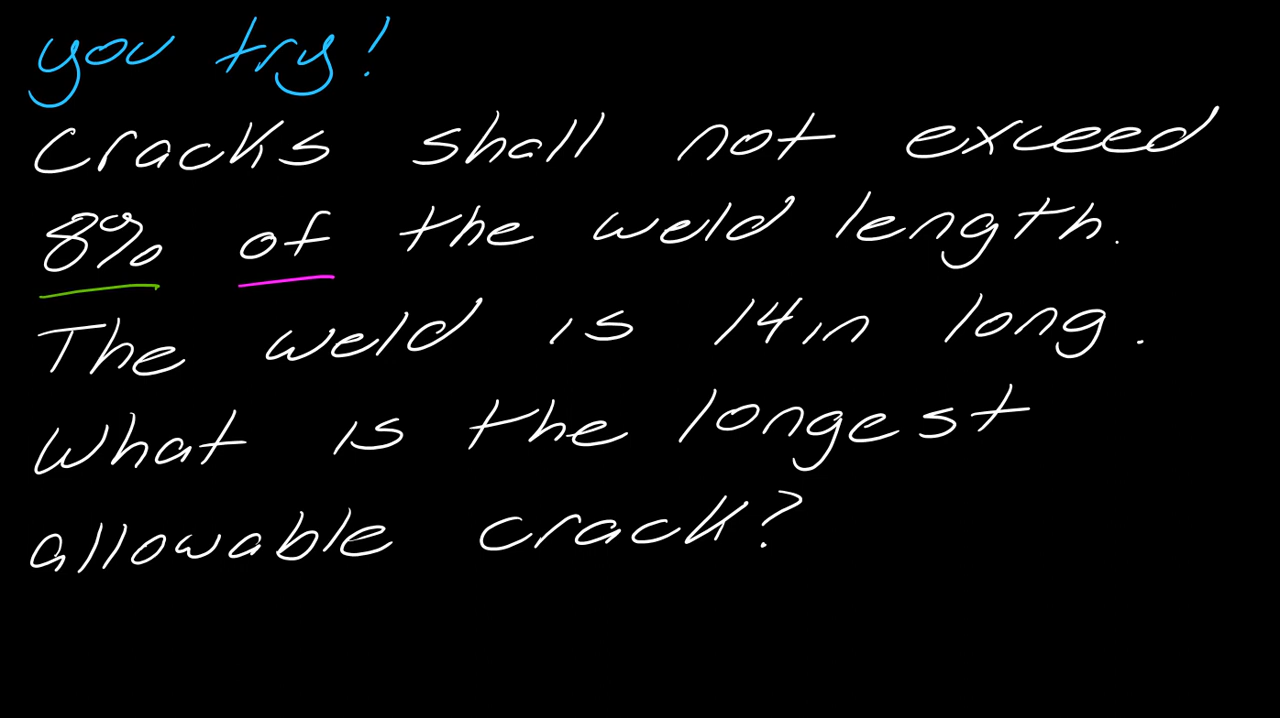 you try!
Cracks shall not exceed
8% of the weld length.
The weld is 14in long.
What is the longest
allowable crack?